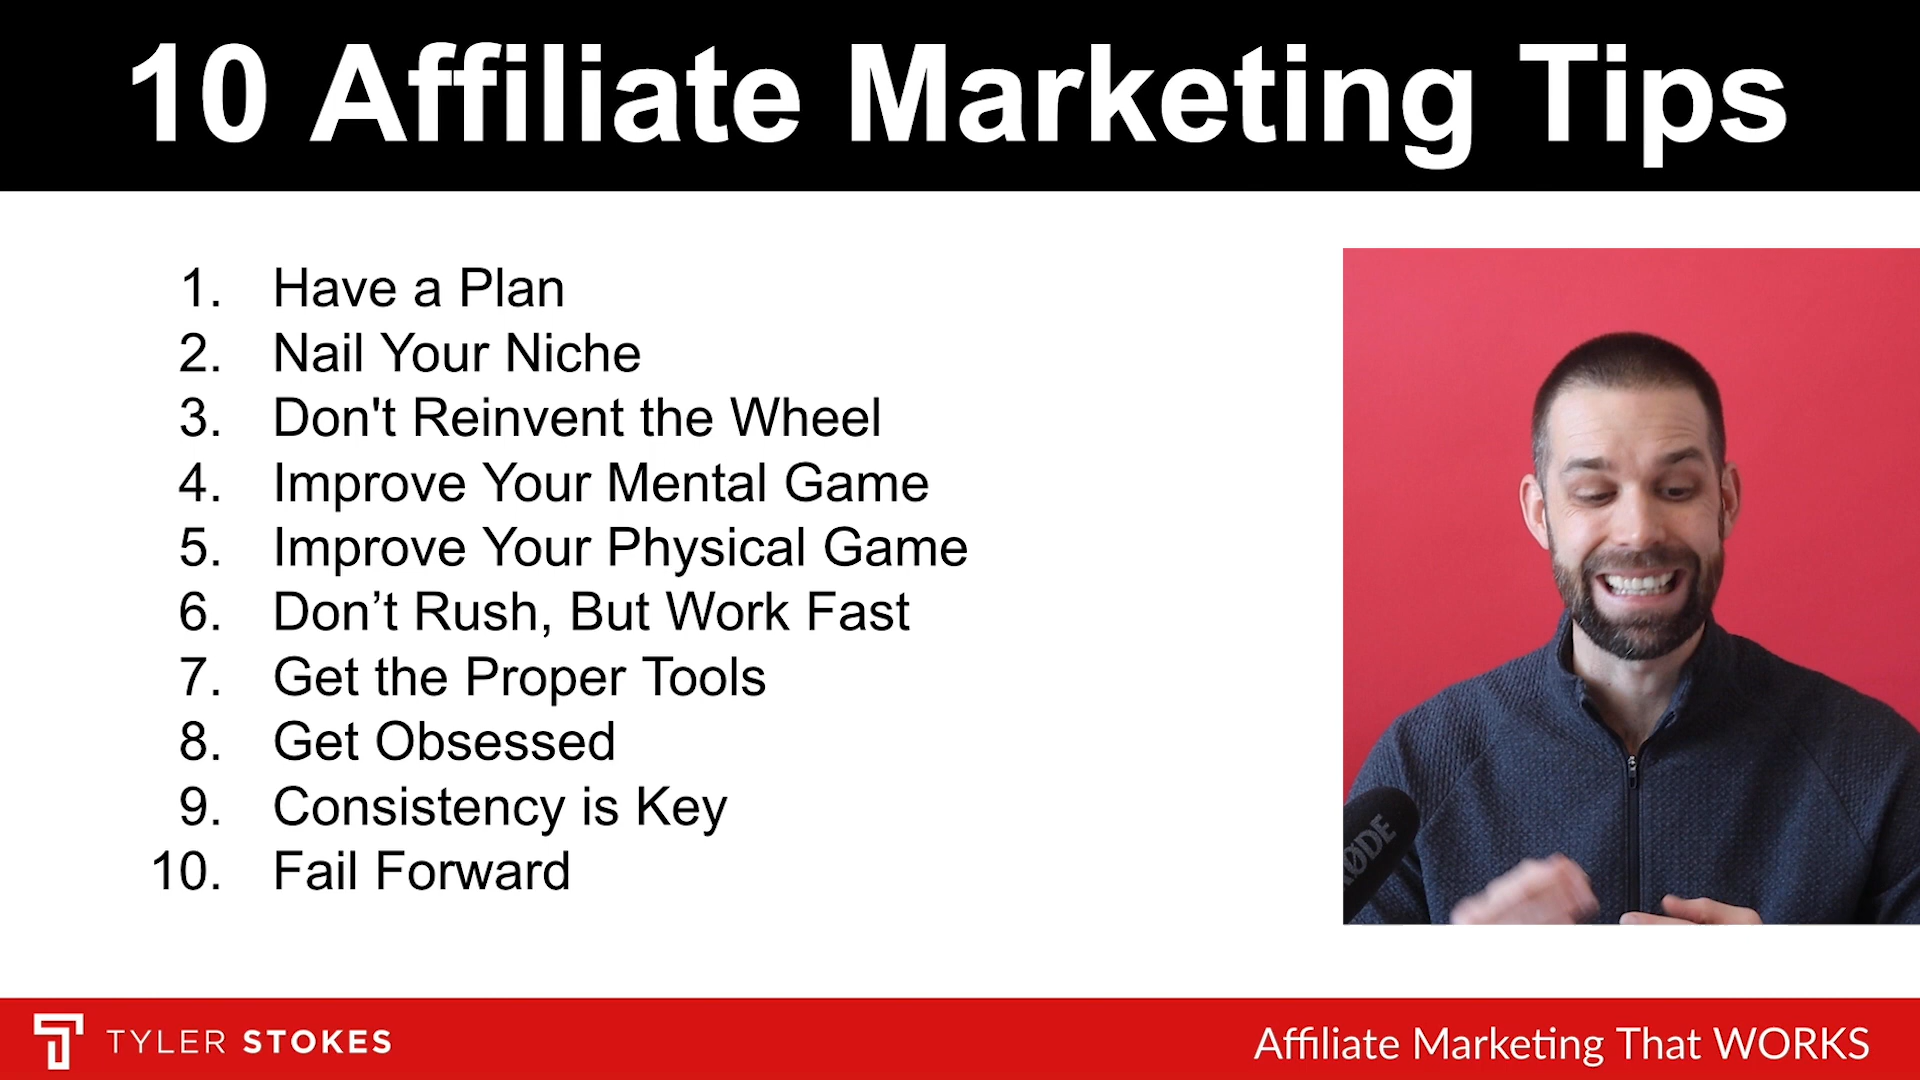 10 Affiliate Marketing Tips
1. Have a Plan
2. Nail Your Niche
3. Don't Reinvent the Wheel
4. Improve Your Mental Game
5. Improve Your Physical Game
6. Don’t Rush, But Work Fast
7. Get the Proper Tools
8. Get Obsessed
9. Consistency is Key
10. Fail Forward
RØDE
TYLER STOKES
Affiliate Marketing That WORKS